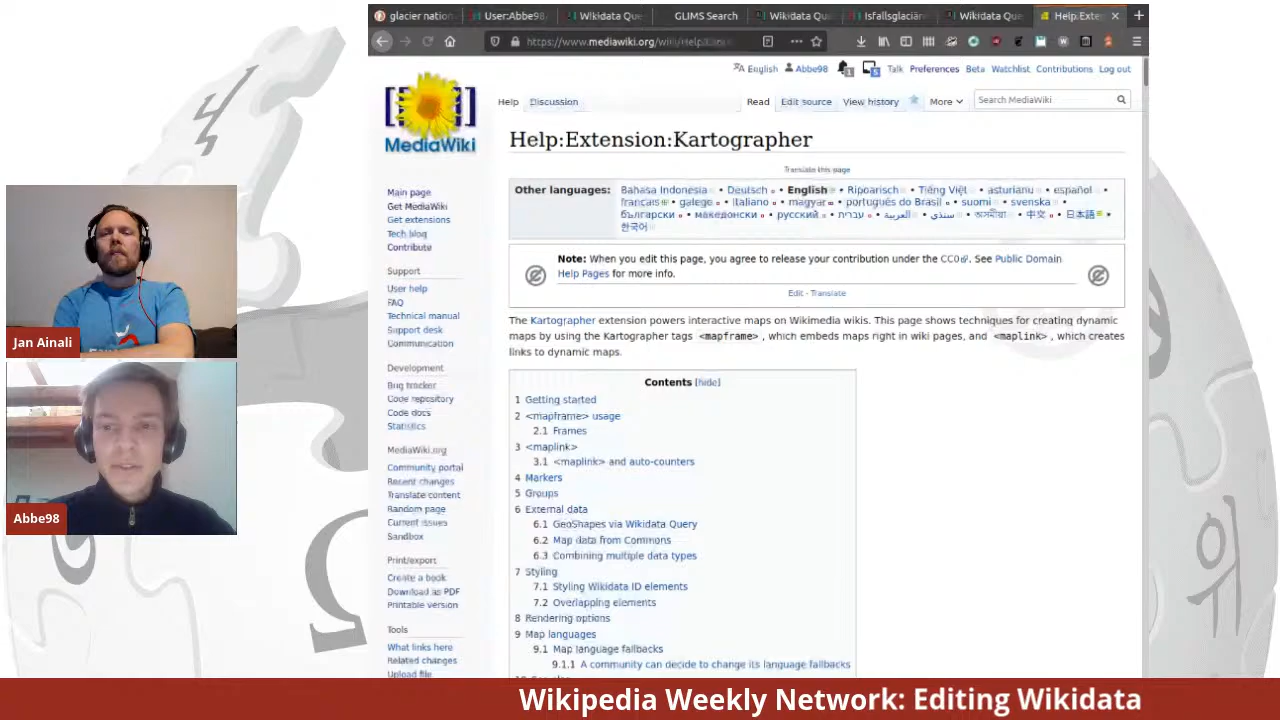 glacier nation
User:Abbe98/
Wikidata Que
GLIMS Search
Wikidata Que
Isfallsglaciäre
Wikidata Que
Help:Exte
https://www.mediawiki.org/wiki/Help:Exten
English Abbe98 1 Talk Preferences Beta Watchlist Contributions Log out
Help Discussion Read Edit source View history More Search MediaWiki
MediaWiki
Main page
Get MediaWiki
Get extensions
Tech blog
Contribute
Support
User help
FAQ
Technical manual
Support desk
Communication
Development
Bug tracker
Code repository
Code docs
Statistics
MediaWiki.org
Community portal
Recent changes
Translate content
Random page
Current issues
Sandbox
Print/export
Create a book
Download as PDF
Printable version
Tools
What links here
Related changes
Upload file
Help:Extension:Kartographer
Translate this page
Other languages: Bahasa Indonesia • Deutsch • English • Ripoarisch • Tiếng Việt • asturianu • español •
français • galego • italiano • magyar • português do Brasil • suomi • svenska •
български • македонски • русский • עברית • العربية • سنڌي • অসমীয়া • 中文 • 日本語 •
한국어
Note: When you edit this page, you agree to release your contribution under the CC0. See Public Domain
Help Pages for more info.
Edit - Translate
The Kartographer extension powers interactive maps on Wikimedia wikis. This page shows techniques for creating dynamic
maps by using the Kartographer tags <mapframe> , which embeds maps right in wiki pages, and <maplink> , which creates
links to dynamic maps.
Contents [hide]
1 Getting started
2 <mapframe> usage
2.1 Frames
3 <maplink>
3.1 <maplink> and auto-counters
4 Markers
5 Groups
6 External data
6.1 GeoShapes via Wikidata Query
6.2 Map data from Commons
6.3 Combining multiple data types
7 Styling
7.1 Styling Wikidata ID elements
7.2 Overlapping elements
8 Rendering options
9 Map languages
9.1 Map language fallbacks
9.1.1 A community can decide to change its language fallbacks
Jan Ainali
Abbe98
Ω
위
Wikipedia Weekly Network: Editing Wikidata